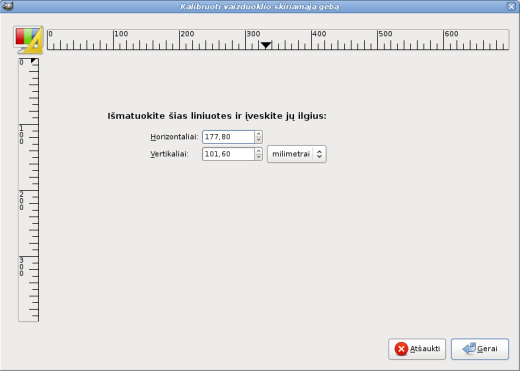 Kalibruoti vaizduoklio skiriamąją gebą
0 100 200 300 400 500 600
0
100
200
300
Išmatuokite šias liniuotes ir įveskite jų ilgius:
Horizontaliai: 177,80
Vertikaliai: 101,60 milimetrai
Atšaukti Gerai